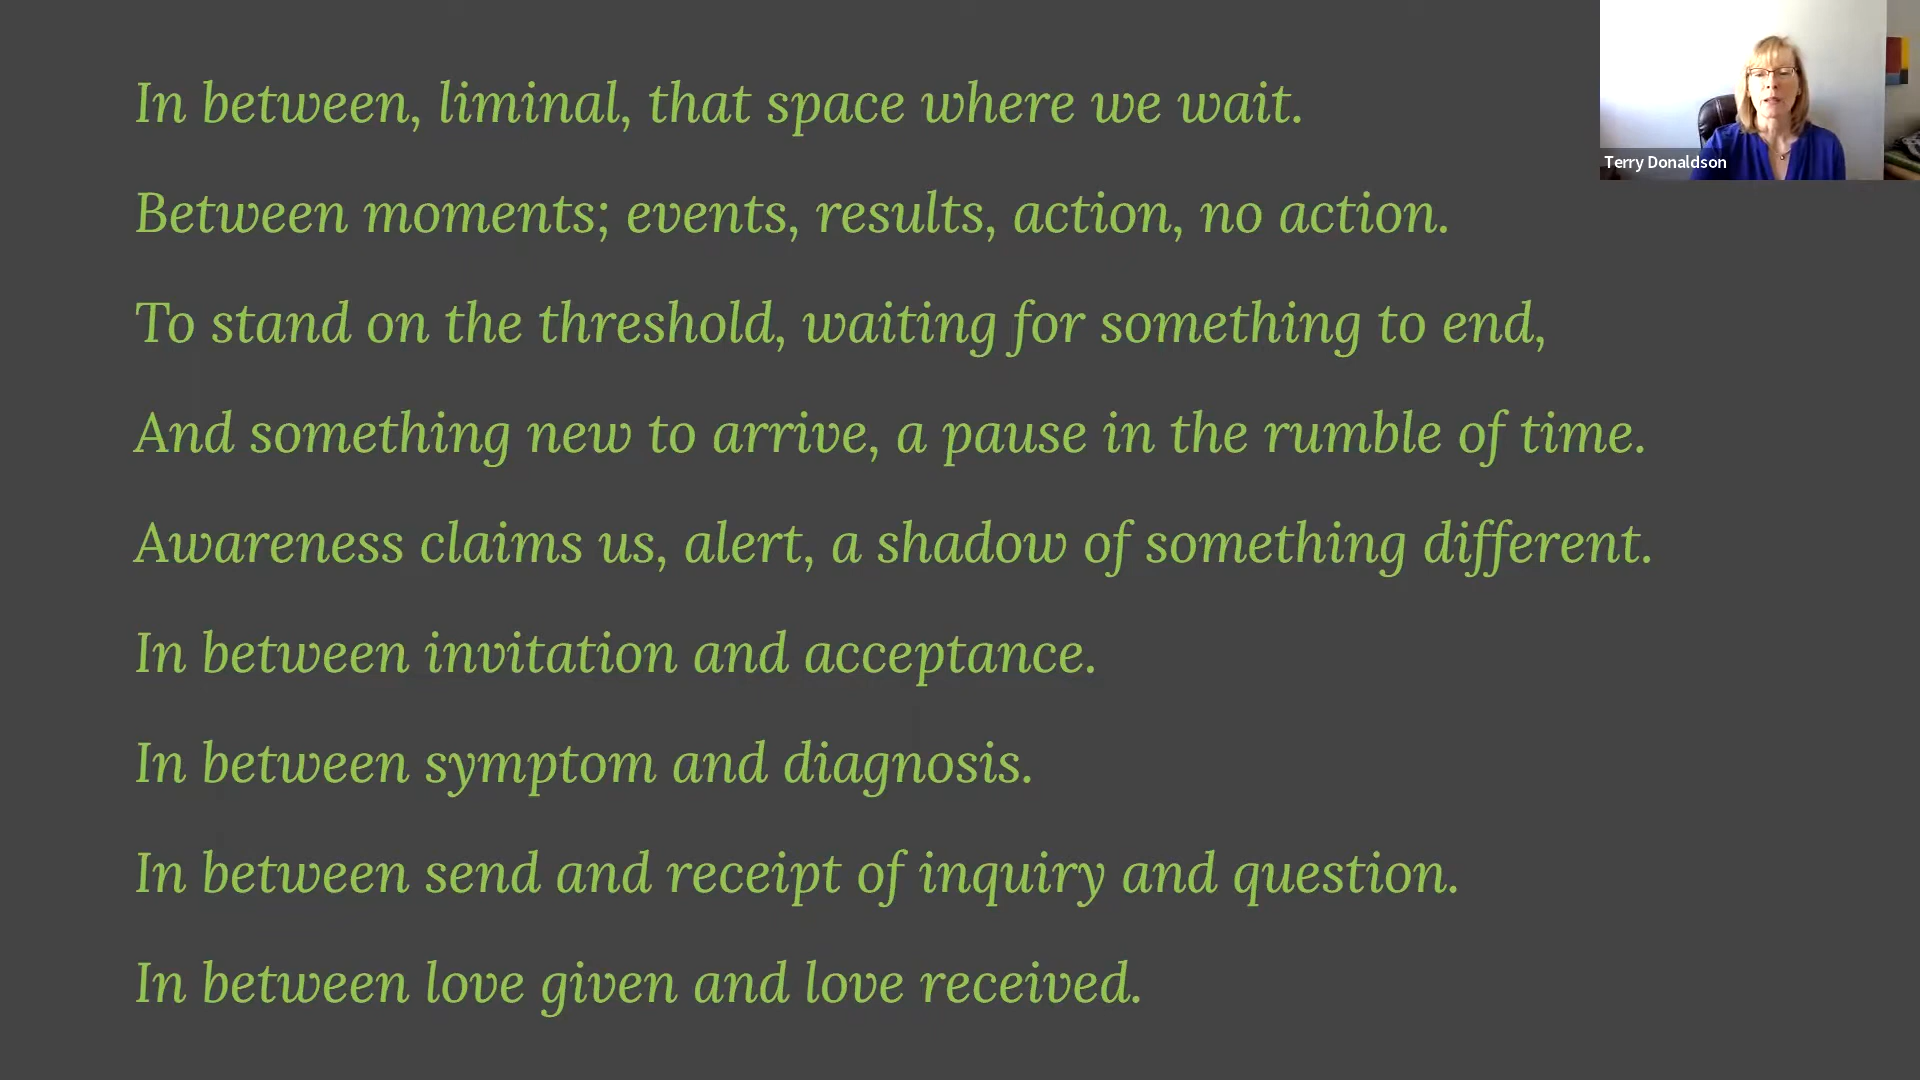 In between, liminal, that space where we wait.
Between moments; events, results, action, no action.
To stand on the threshold, waiting for something to end,
And something new to arrive, a pause in the rumble of time.
Awareness claims us, alert, a shadow of something different.
In between invitation and acceptance.
In between symptom and diagnosis.
In between send and receipt of inquiry and question.
In between love given and love received.
Terry Donaldson